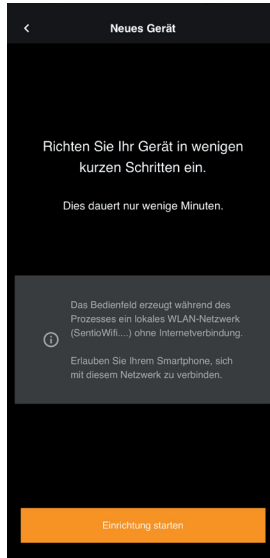 Neues Gerät
Richten Sie Ihr Gerät in wenigen
kurzen Schritten ein.
Dies dauert nur wenige Minuten.
Das Bedienfeld erzeugt während des
Prozesses ein lokales WLAN-Netzwerk
(SentioWifi....) ohne Internetverbindung.
Erlauben Sie Ihrem Smartphone, sich
mit diesem Netzwerk zu verbinden.
Einrichtung starten